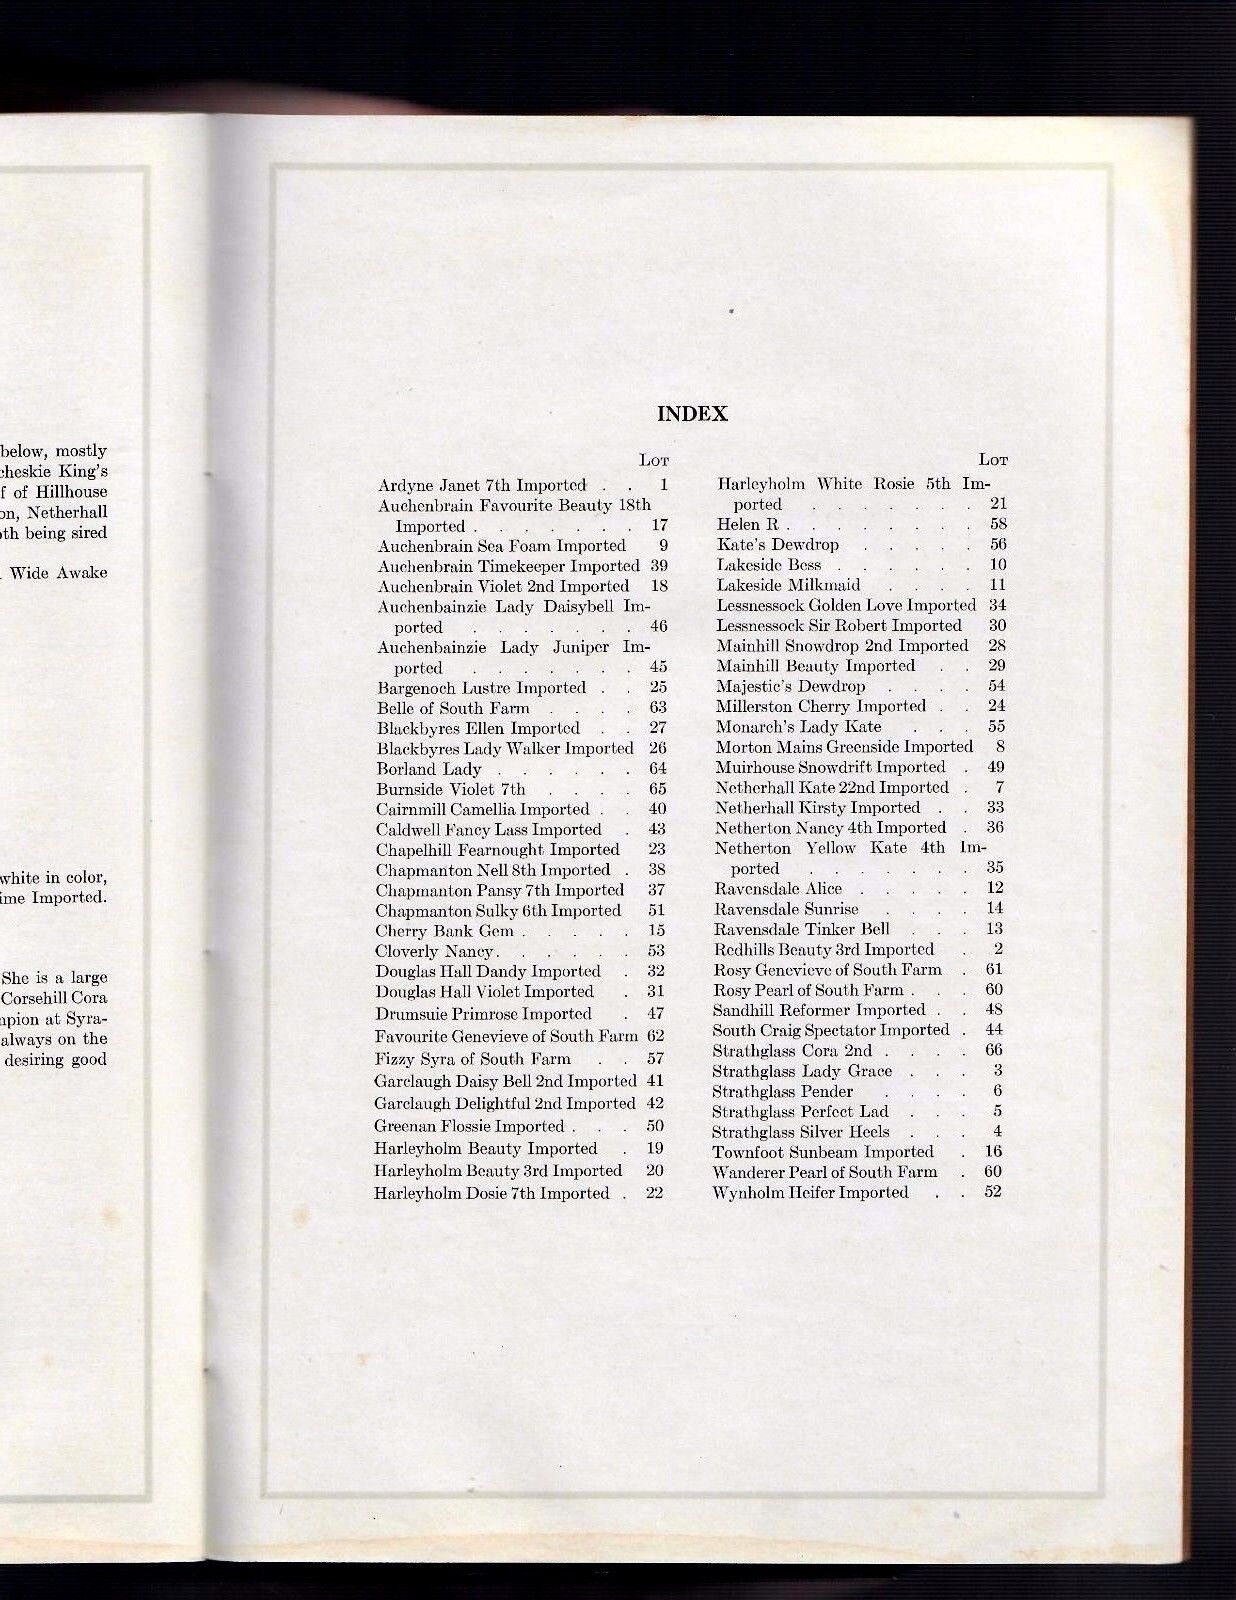 below, mostly
cheskie King's
f of Hillhouse
on, Netherhall
oth being sired
. Wide Awake
white in color,
ime Imported.
She is a large
Corsehill Cora
mpion at Syra-
always on the
desiring good
INDEX
LOT
Ardyne Janet 7th Imported . . 1
Auchenbrain Favourite Beauty 18th
Imported . . . . . . . 17
Auchenbrain Sea Foam Imported 9
Auchenbrain Timekeeper Imported 39
Auchenbrain Violet 2nd Imported 18
Auchenbainzie Lady Daisybell Im-
ported . . . . . . . 46
Auchenbainzie Lady Juniper Im-
ported . . . . . . . 45
Bargenoch Lustre Imported . . 25
Belle of South Farm . . . . 63
Blackbyres Ellen Imported . . 27
Blackbyres Lady Walker Imported 26
Borland Lady . . . . . . 64
Burnside Violet 7th . . . . 65
Cairnmill Camellia Imported . . 40
Caldwell Fancy Lass Imported . 43
Chapelhill Fearnought Imported 23
Chapmanton Nell 8th Imported . 38
Chapmanton Pansy 7th Imported 37
Chapmanton Sulky 6th Imported 51
Cherry Bank Gem . . . . . 15
Cloverly Nancy . . . . . . 53
Douglas Hall Dandy Imported . 32
Douglas Hall Violet Imported . 31
Drumsuie Primrose Imported . 47
Favourite Genevieve of South Farm 62
Fizzy Syra of South Farm . . 57
Garclaugh Daisy Bell 2nd Imported 41
Garclaugh Delightful 2nd Imported 42
Greenan Flossie Imported . . . 50
Harleyholm Beauty Imported . 19
Harleyholm Beauty 3rd Imported 20
Harleyholm Dosie 7th Imported . 22
LOT
Harleyholm White Rosie 5th Im-
ported . . . . . . . 21
Helen R . . . . . . . . 58
Kate's Dewdrop . . . . . 56
Lakeside Bess . . . . . . 10
Lakeside Milkmaid . . . . 11
Lessnessock Golden Love Imported 34
Lessnessock Sir Robert Imported 30
Mainhill Snowdrop 2nd Imported 28
Mainhill Beauty Imported . . 29
Majestic's Dewdrop . . . . 54
Millerston Cherry Imported . . 24
Monarch's Lady Kate . . . 55
Morton Mains Greenside Imported 8
Muirhouse Snowdrift Imported . 49
Netherhall Kate 22nd Imported . 7
Netherhall Kirsty Imported . . 33
Netherton Nancy 4th Imported . 36
Netherton Yellow Kate 4th Im-
ported . . . . . . . 35
Ravensdale Alice . . . . . 12
Ravensdale Sunrise . . . . 14
Ravensdale Tinker Bell . . . 13
Redhills Beauty 3rd Imported . 2
Rosy Genevieve of South Farm . 61
Rosy Pearl of South Farm . . . 60
Sandhill Reformer Imported . . 48
South Craig Spectator Imported . 44
Strathglass Cora 2nd . . . . 66
Strathglass Lady Grace . . . 3
Strathglass Pender . . . . 6
Strathglass Perfect Lad . . . 5
Strathglass Silver Heels . . . 4
Townfoot Sunbeam Imported . 16
Wanderer Pearl of South Farm . 60
Wynholm Heifer Imported . . 52